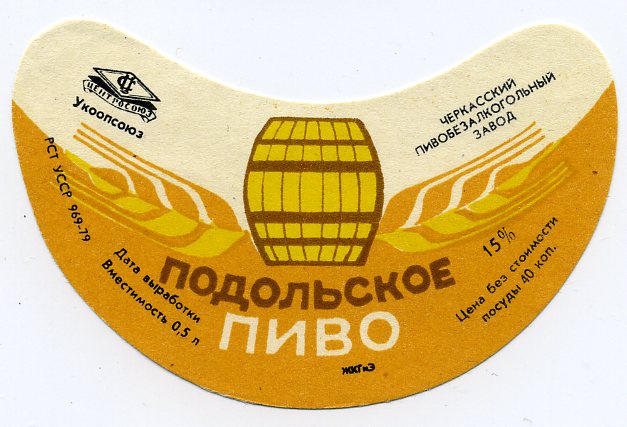 ЦС
ЦЕНТРОСОЮЗ
Укоопсоюз
ЧЕРКАССКИЙ
ПИВОБЕЗАЛКОГОЛЬНЫЙ
ЗАВОД
РСТ УССР 969-79
Дата выработки
Вместимость 0,5 л
ПОДОЛЬСКОЕ
ПИВО
15%
Цена без стоимости
посуды 40 коп.